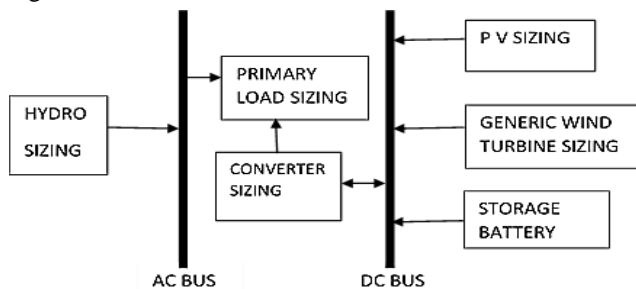 P V SIZING
PRIMARY
LOAD SIZING
HYDRO
SIZING
GENERIC WIND
TURBINE SIZING
CONVERTER
SIZING
STORAGE
BATTERY
AC BUS
DC BUS